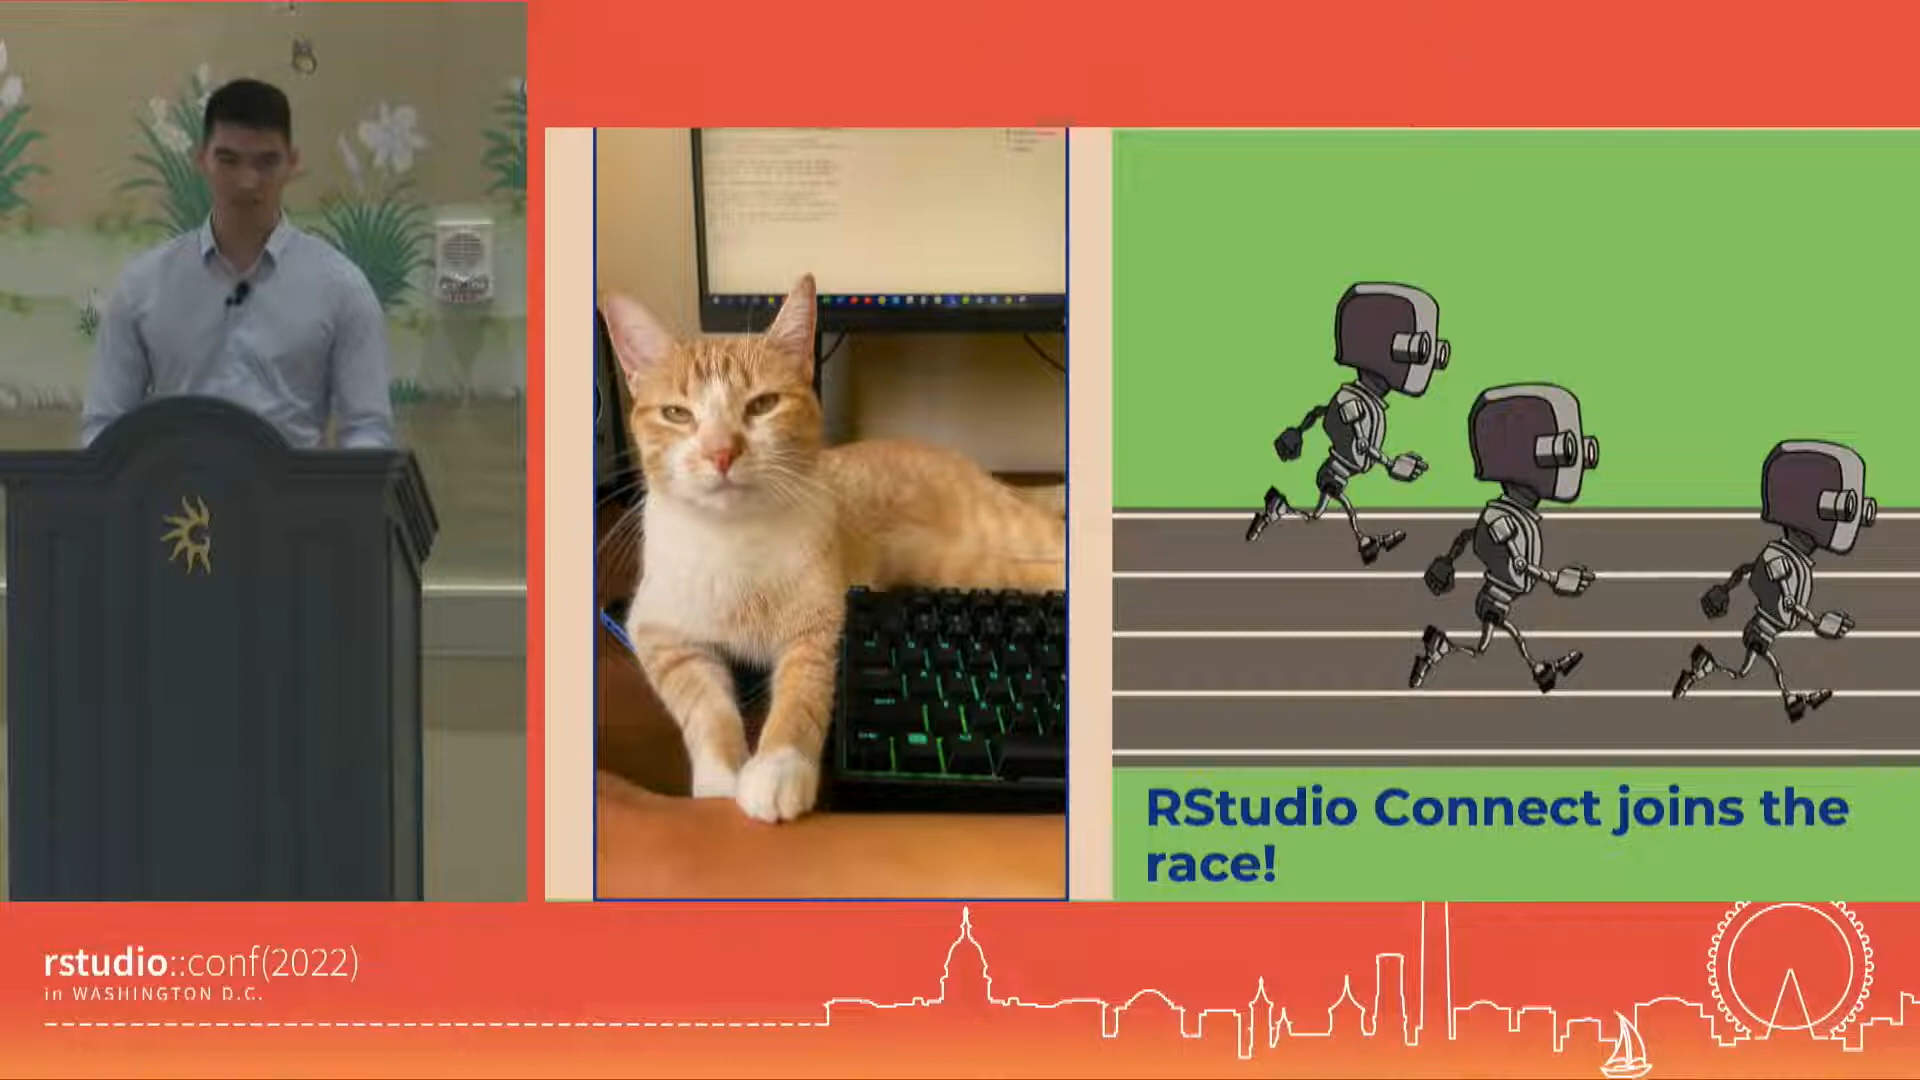 RStudio Connect joins the
race!
rstudio::conf(2022)
in WASHINGTON D.C.